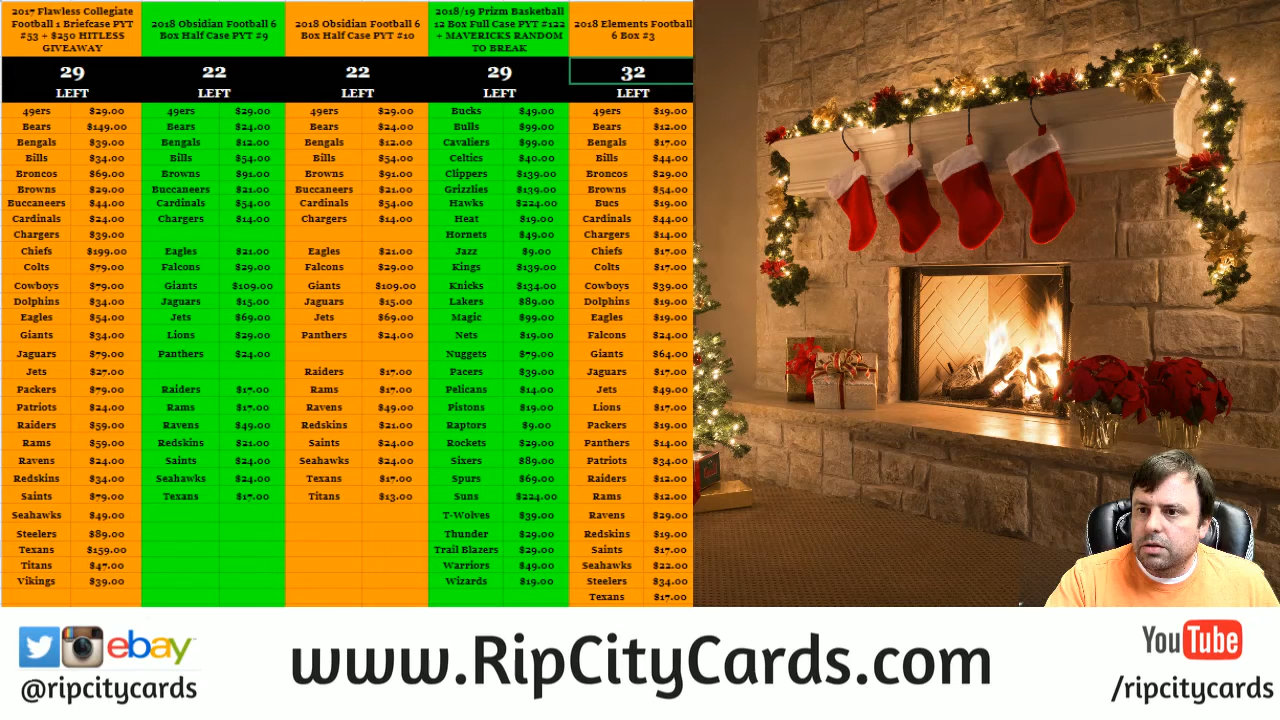 2017 Flawless Collegiate
Football 1 Briefcase PYT
#53 + $250 HITLESS
GIVEAWAY
29
LEFT
49ers $29.00
Bears $149.00
Bengals $39.00
Bills $34.00
Broncos $69.00
Browns $29.00
Buccaneers $44.00
Cardinals $24.00
Chargers $39.00
Chiefs $199.00
Colts $79.00
Cowboys $79.00
Dolphins $34.00
Eagles $54.00
Giants $34.00
Jaguars $79.00
Jets $27.00
Packers $79.00
Patriots $24.00
Raiders $59.00
Rams $59.00
Ravens $24.00
Redskins $34.00
Saints $79.00
Seahawks $49.00
Steelers $89.00
Texans $159.00
Titans $47.00
Vikings $39.00
2018 Obsidian Football 6
Box Half Case PYT #9
22
LEFT
49ers $29.00
Bears $24.00
Bengals $12.00
Bills $54.00
Browns $91.00
Buccaneers $21.00
Cardinals $54.00
Chargers $14.00
Eagles $21.00
Falcons $29.00
Giants $109.00
Jaguars $15.00
Jets $69.00
Lions $29.00
Panthers $24.00
Raiders $17.00
Rams $17.00
Ravens $49.00
Redskins $21.00
Saints $24.00
Seahawks $24.00
Texans $17.00
2018 Obsidian Football 6
Box Half Case PYT #10
22
LEFT
49ers $29.00
Bears $24.00
Bengals $12.00
Bills $54.00
Browns $91.00
Buccaneers $21.00
Cardinals $54.00
Chargers $14.00
Eagles $21.00
Falcons $29.00
Giants $109.00
Jaguars $15.00
Jets $69.00
Panthers $24.00
Raiders $17.00
Rams $17.00
Ravens $49.00
Redskins $21.00
Saints $24.00
Seahawks $24.00
Texans $17.00
Titans $13.00
2018/19 Prizm Basketball
12 Box Full Case PYT #122
+ MAVERICKS RANDOM
TO BREAK
29
LEFT
Bucks $49.00
Bulls $99.00
Cavaliers $99.00
Celtics $40.00
Clippers $139.00
Grizzlies $139.00
Hawks $224.00
Heat $19.00
Hornets $49.00
Jazz $9.00
Kings $139.00
Knicks $134.00
Lakers $89.00
Magic $99.00
Nets $19.00
Nuggets $79.00
Pacers $39.00
Pelicans $14.00
Pistons $19.00
Raptors $9.00
Rockets $29.00
Sixers $89.00
Spurs $69.00
Suns $224.00
T-Wolves $39.00
Thunder $29.00
Trail Blazers $29.00
Warriors $49.00
Wizards $19.00
2018 Elements Football
6 Box #3
32
LEFT
49ers $19.00
Bears $12.00
Bengals $17.00
Bills $44.00
Broncos $29.00
Browns $54.00
Bucs $19.00
Cardinals $44.00
Chargers $14.00
Chiefs $17.00
Colts $17.00
Cowboys $39.00
Dolphins $19.00
Eagles $19.00
Falcons $24.00
Giants $64.00
Jaguars $17.00
Jets $49.00
Lions $17.00
Packers $19.00
Panthers $14.00
Patriots $34.00
Raiders $12.00
Rams $12.00
Ravens $29.00
Redskins $19.00
Saints $17.00
Seahawks $22.00
Steelers $34.00
Texans $17.00
ebay
@ripcitycards
www.RipCityCards.com
YouTube
/ripcitycards